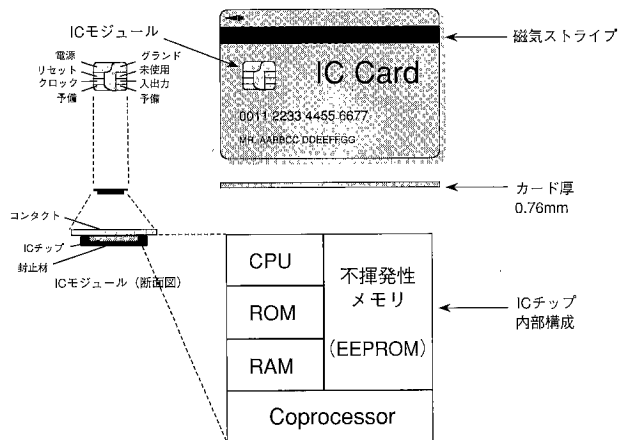 ICモジュール
電源
グランド
リセット
未使用
クロック
入出力
予備
予備
IC Card
0011 2233 4455 6677
MR. AABBCC DDEEFFGG
磁気ストライプ
カード厚
0.76mm
コンタクト
ICチップ
封止材
ICモジュール（断面図）
CPU
ROM
RAM
不揮発性
メモリ
（EEPROM）
Coprocessor
ICチップ
内部構成